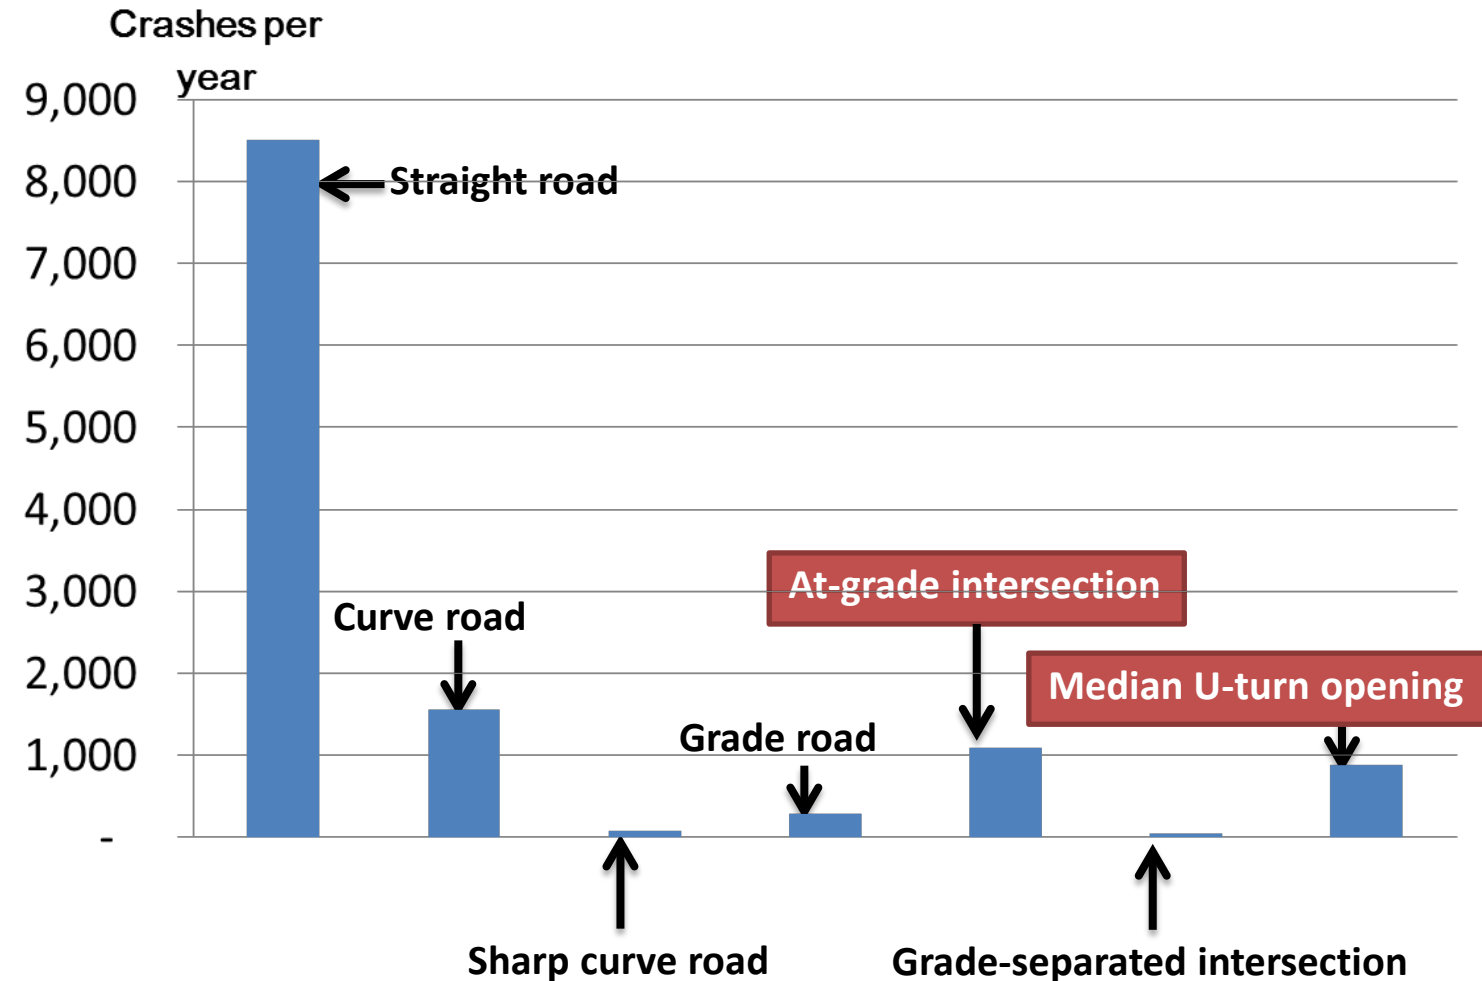 Crashes per
year
9,000
8,000
7,000
6,000
5,000
4,000
3,000
2,000
1,000
-
Straight road
Curve road
Sharp curve road
Grade road
At-grade intersection
Grade-separated intersection
Median U-turn opening